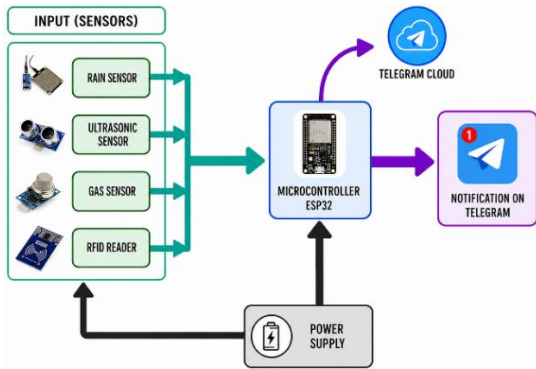 INPUT (SENSORS)
RAIN SENSOR
ULTRASONIC
SENSOR
GAS SENSOR
RFID READER
MICROCONTROLLER
ESP32
TELEGRAM CLOUD
1
NOTIFICATION ON
TELEGRAM
POWER
SUPPLY